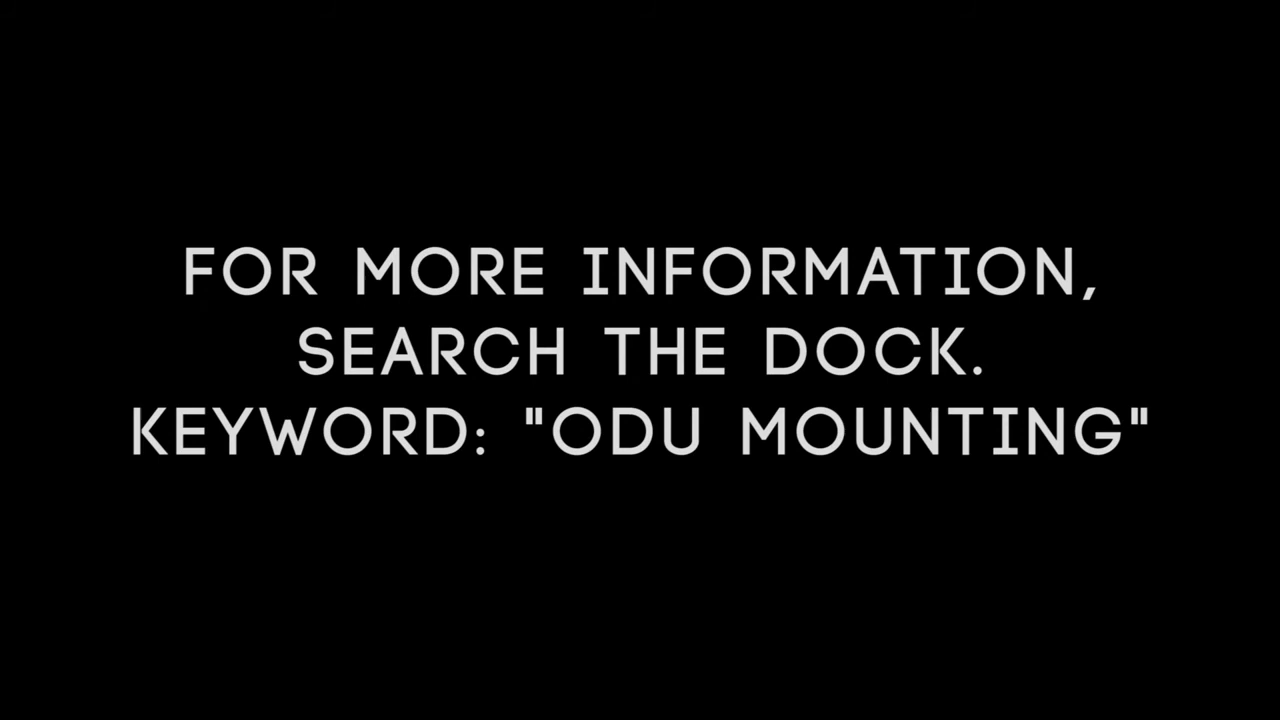 FOR MORE INFORMATION,
SEARCH THE DOCK.
KEYWORD: "ODU MOUNTING"